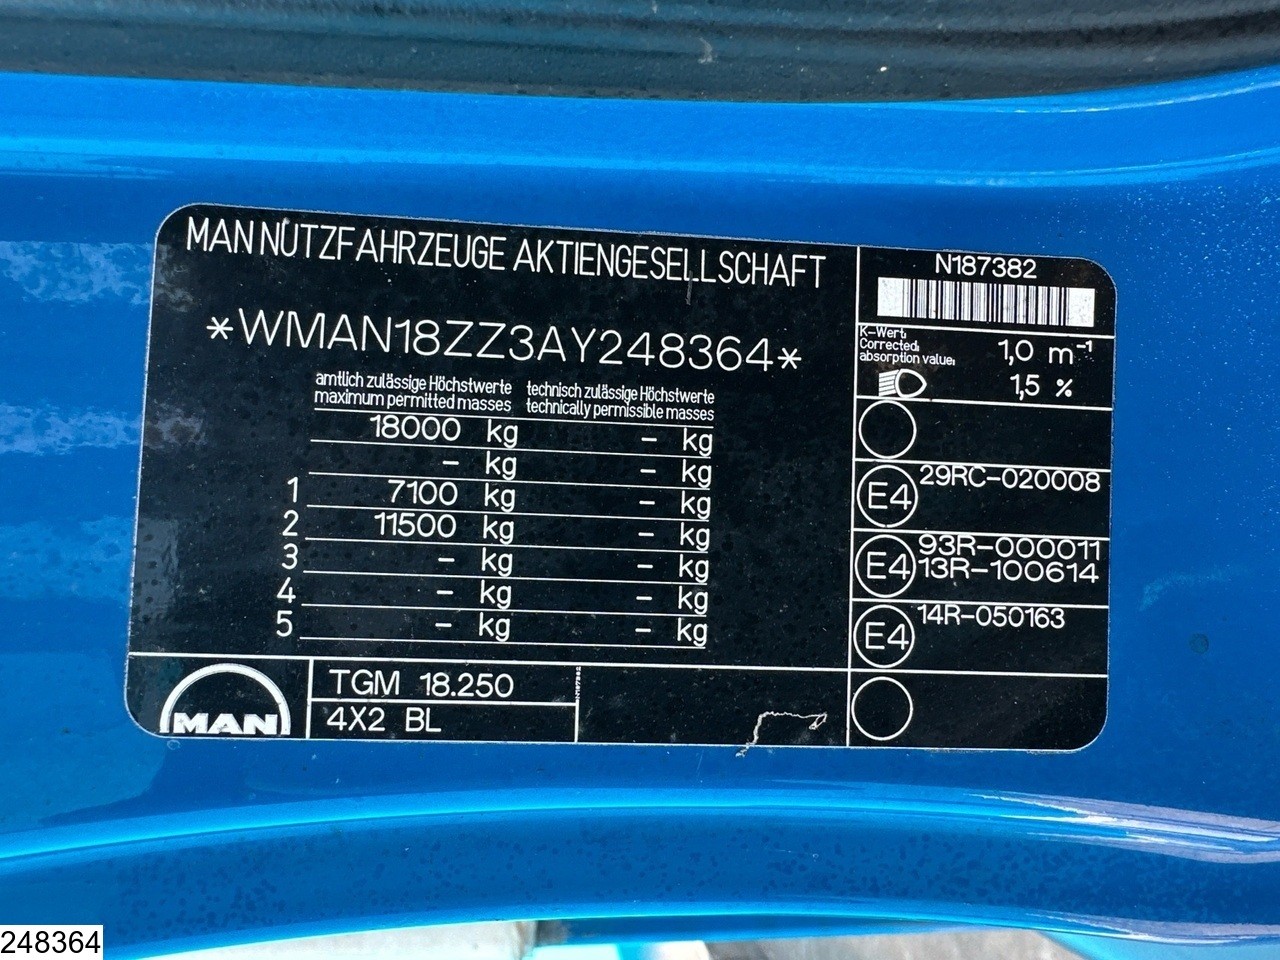 MAN NUTZFAHRZEUGE AKTIENGESELLSCHAFT
*WMAN18ZZ3AY248364*
amtlich zulässige Höchstwerte technisch zulässige Höchstwerte
maximum permitted masses technically permissible masses
18000 kg - kg
- kg - kg
1 7100 kg - kg
2 11500 kg - kg
3 - kg - kg
4 - kg - kg
5 - kg - kg
MAN
TGM 18.250
4X2 BL
N187382
N187382
K-Wert:
Corrected:
absorption value:
1,0 m⁻¹
1,5 %
E4 29RC-020008
E4 93R-000011
13R-100614
E4 14R-050163
248364